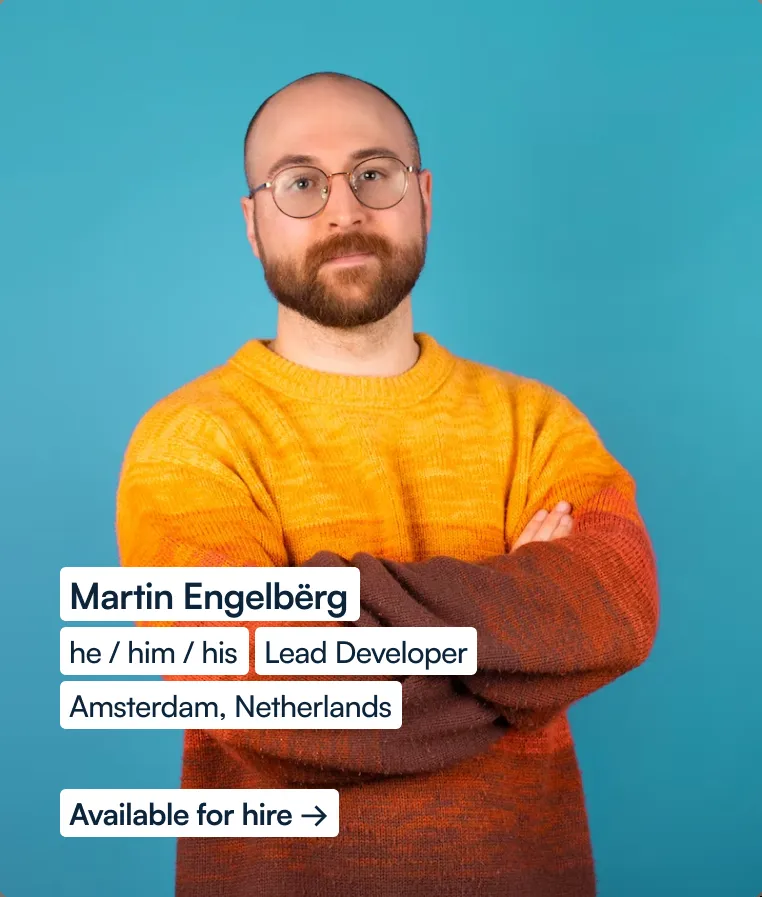 Martin Engelbërg
he / him / his Lead Developer
Amsterdam, Netherlands
Available for hire →